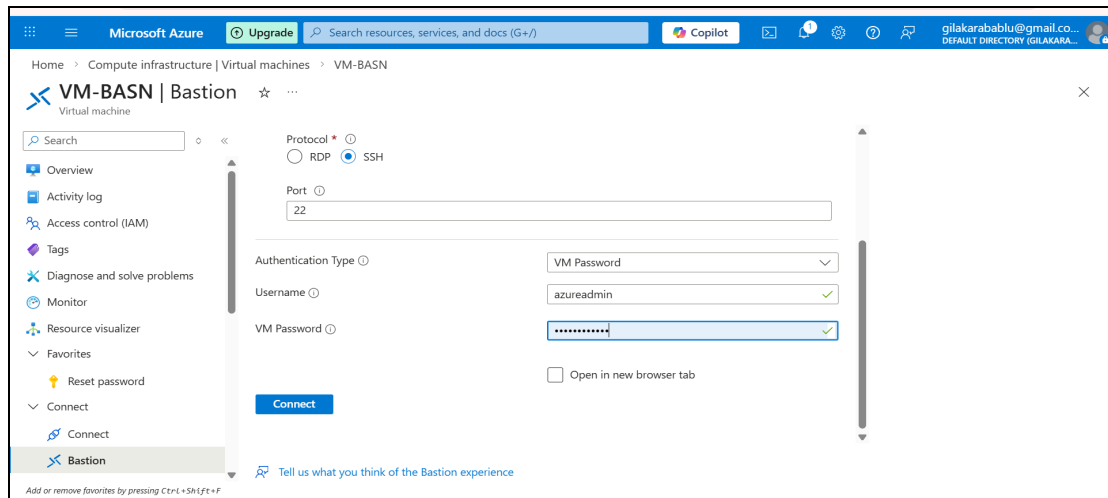 Microsoft Azure
Upgrade
Search resources, services, and docs (G+/)
Copilot
1
gilakarabablu@gmail.co...
DEFAULT DIRECTORY (GILAKARA...
Home > Compute infrastructure | Virtual machines > VM-BASN
VM-BASN | Bastion
Virtual machine
Search
Overview
Activity log
Access control (IAM)
Tags
Diagnose and solve problems
Monitor
Resource visualizer
Favorites
Reset password
Connect
Connect
Bastion
Add or remove favorites by pressing Ctrl+Shift+F
Protocol *
RDP SSH
Port
22
Authentication Type
VM Password
Username
azureadmin
VM Password
••••••••••••
Open in new browser tab
Connect
Tell us what you think of the Bastion experience